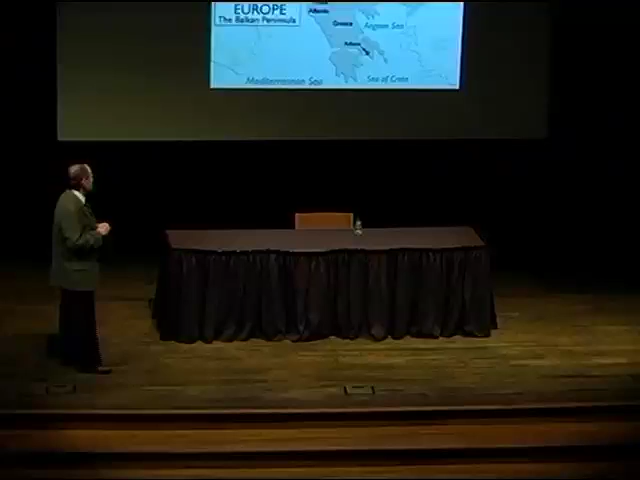 EUROPE
The Balkan Peninsula
Greece
Aegean Sea
Athens
Mediterranean Sea
Sea of Crete